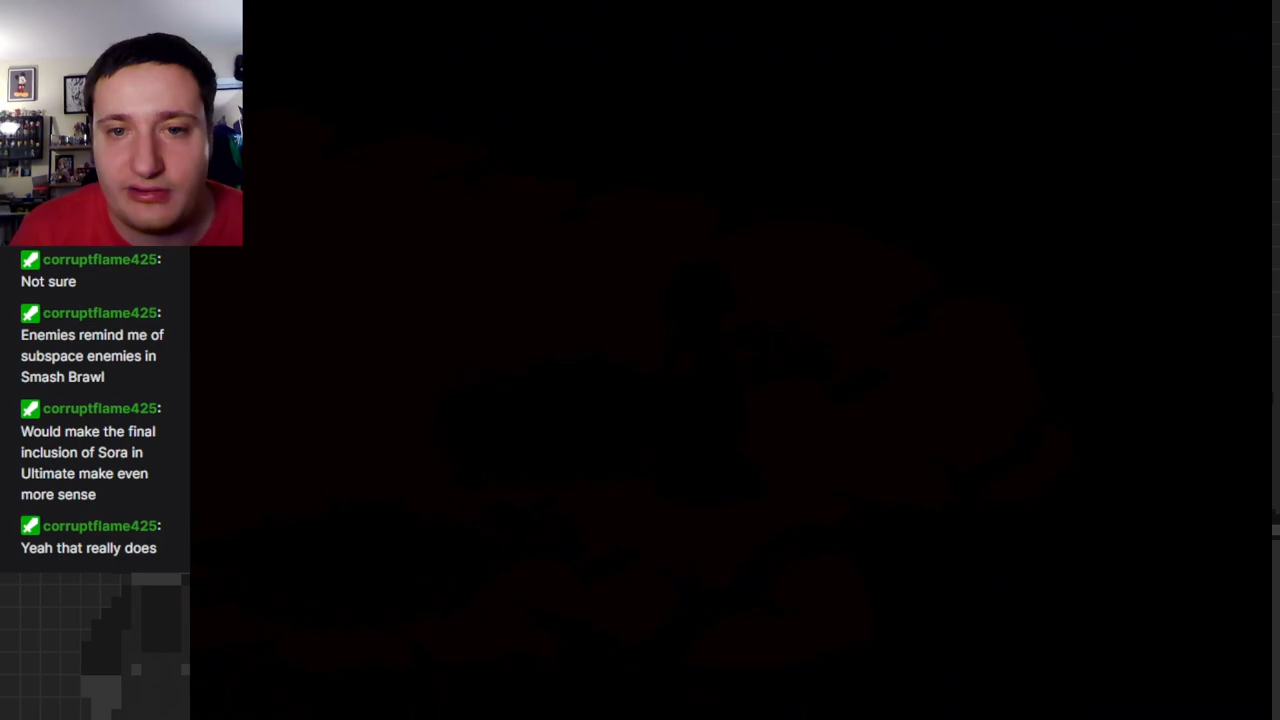 corruptflame425:
Not sure
corruptflame425:
Enemies remind me of
subspace enemies in
Smash Brawl
corruptflame425:
Would make the final
inclusion of Sora in
Ultimate make even
more sense
corruptflame425:
Yeah that really does